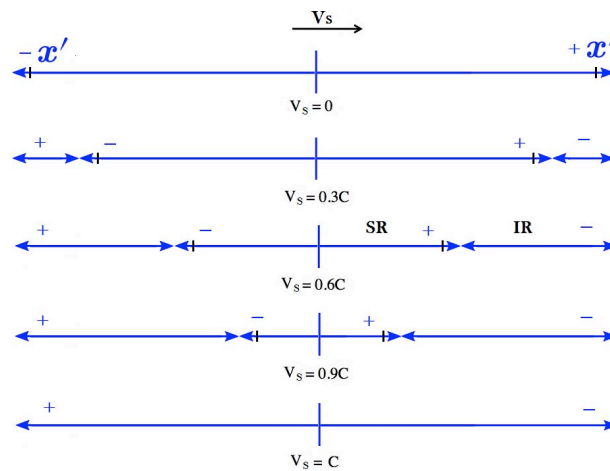 Vs
- x′ + x′
V_S = 0
+ - + -
V_S = 0.3C
+ - SR + IR -
V_S = 0.6C
+ - + -
V_S = 0.9C
+ -
V_S = C